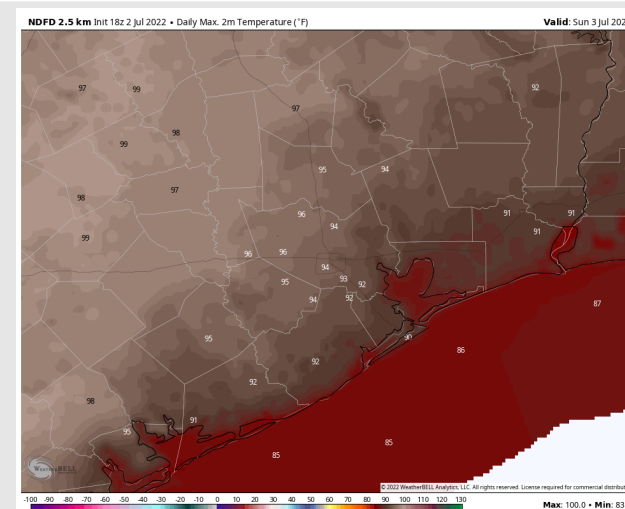 NDFD 2.5 km Init 18z 2 Jul 2022 • Daily Max. 2m Temperature (°F) Valid: Sun 3 Jul 202
97 99 92
97
98
99
95 94
97
98
96 91 91
94 91
99
96 96
94
95 93 92
94 92
87
95 90
86
92
92
98
91
95
85 85
WEATHERBELL
© 2022 WeatherBELL Analytics, LLC. All rights reserved. License required for commercial distribut
-100 -90 -80 -70 -60 -50 -40 -30 -20 -10 0 10 20 30 40 50 60 70 80 90 100 110 120 130
Max: 100.0 • Min: 83